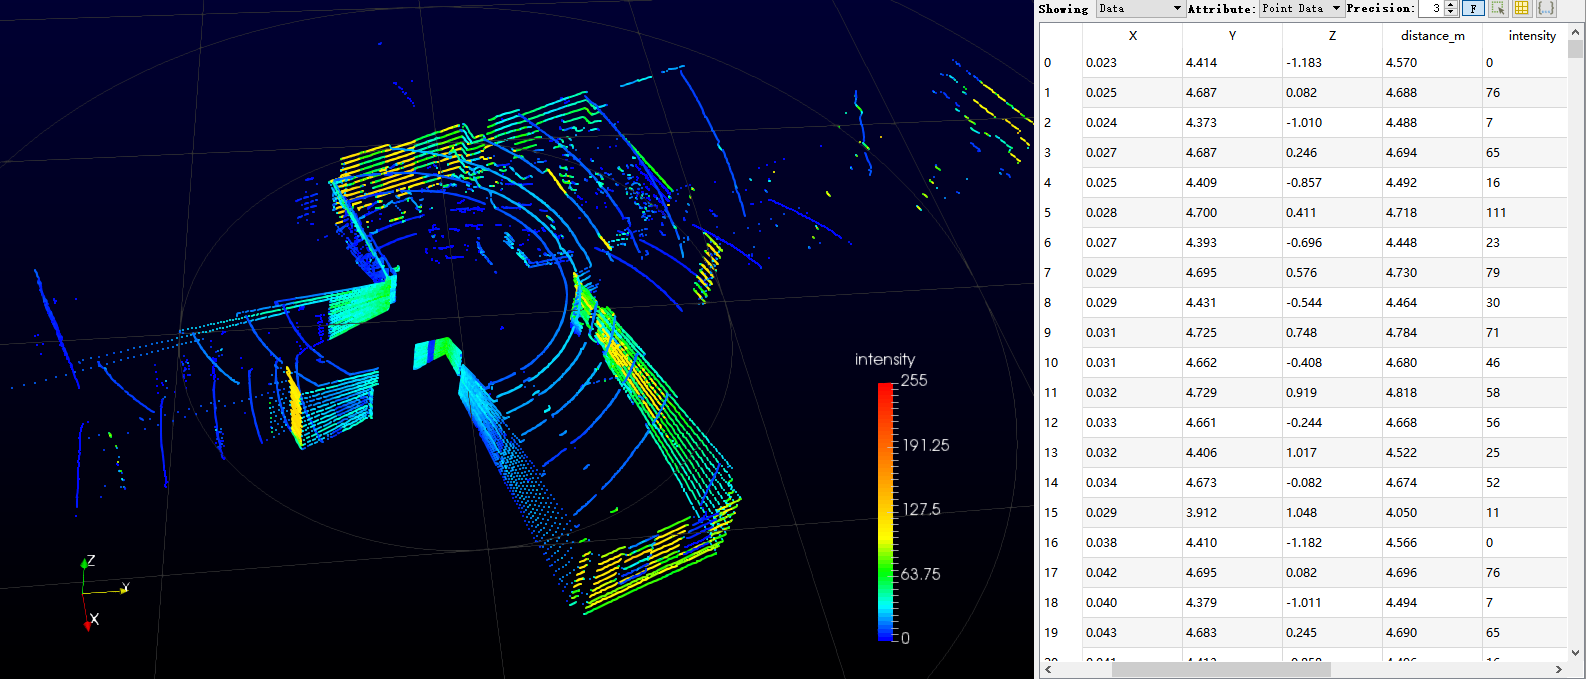 Showing Data Attribute: Point Data Precision: 3 F
X Y Z distance_m intensity
0 0.023 4.414 -1.183 4.570 0
1 0.025 4.687 0.082 4.688 76
2 0.024 4.373 -1.010 4.488 7
3 0.027 4.687 0.246 4.694 65
4 0.025 4.409 -0.857 4.492 16
5 0.028 4.700 0.411 4.718 111
6 0.027 4.393 -0.696 4.448 23
7 0.029 4.695 0.576 4.730 79
8 0.029 4.431 -0.544 4.464 30
9 0.031 4.725 0.748 4.784 71
10 0.031 4.662 -0.408 4.680 46
11 0.032 4.729 0.919 4.818 58
12 0.033 4.661 -0.244 4.668 56
13 0.032 4.406 1.017 4.522 25
14 0.034 4.673 -0.082 4.674 52
15 0.029 3.912 1.048 4.050 11
16 0.038 4.410 -1.182 4.566 0
17 0.042 4.695 0.082 4.696 76
18 0.040 4.379 -1.011 4.494 7
19 0.043 4.683 0.245 4.690 65
intensity
255
191.25
127.5
63.75
0
Z
Y
X